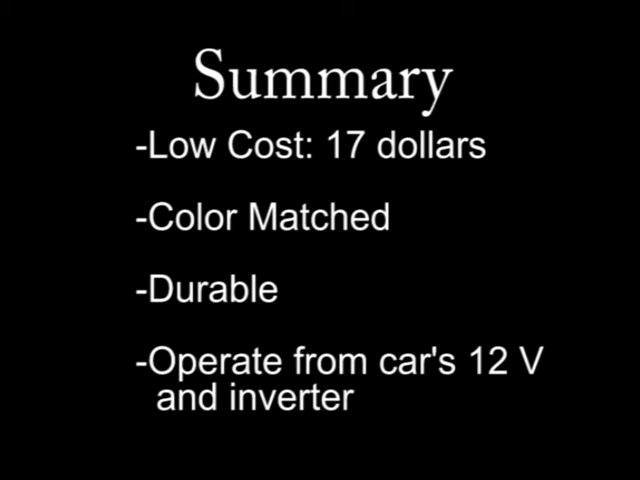 Summary
-Low Cost: 17 dollars
-Color Matched
-Durable
-Operate from car's 12 V
and inverter